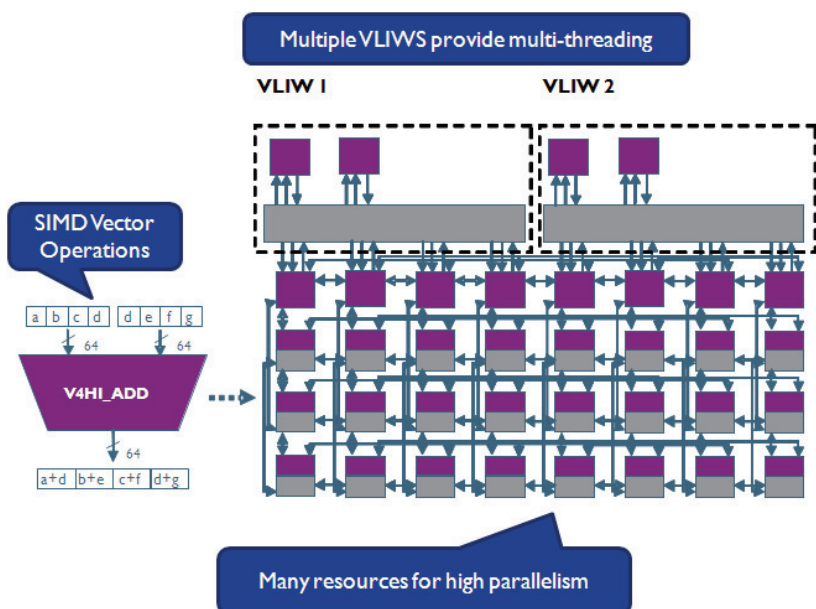 Multiple VLIWS provide multi-threading
VLIW 1 VLIW 2
SIMD Vector
Operations
a b c d d e f g
64 64
V4HI_ADD
64
a+d b+e c+f d+g
Many resources for high parallelism